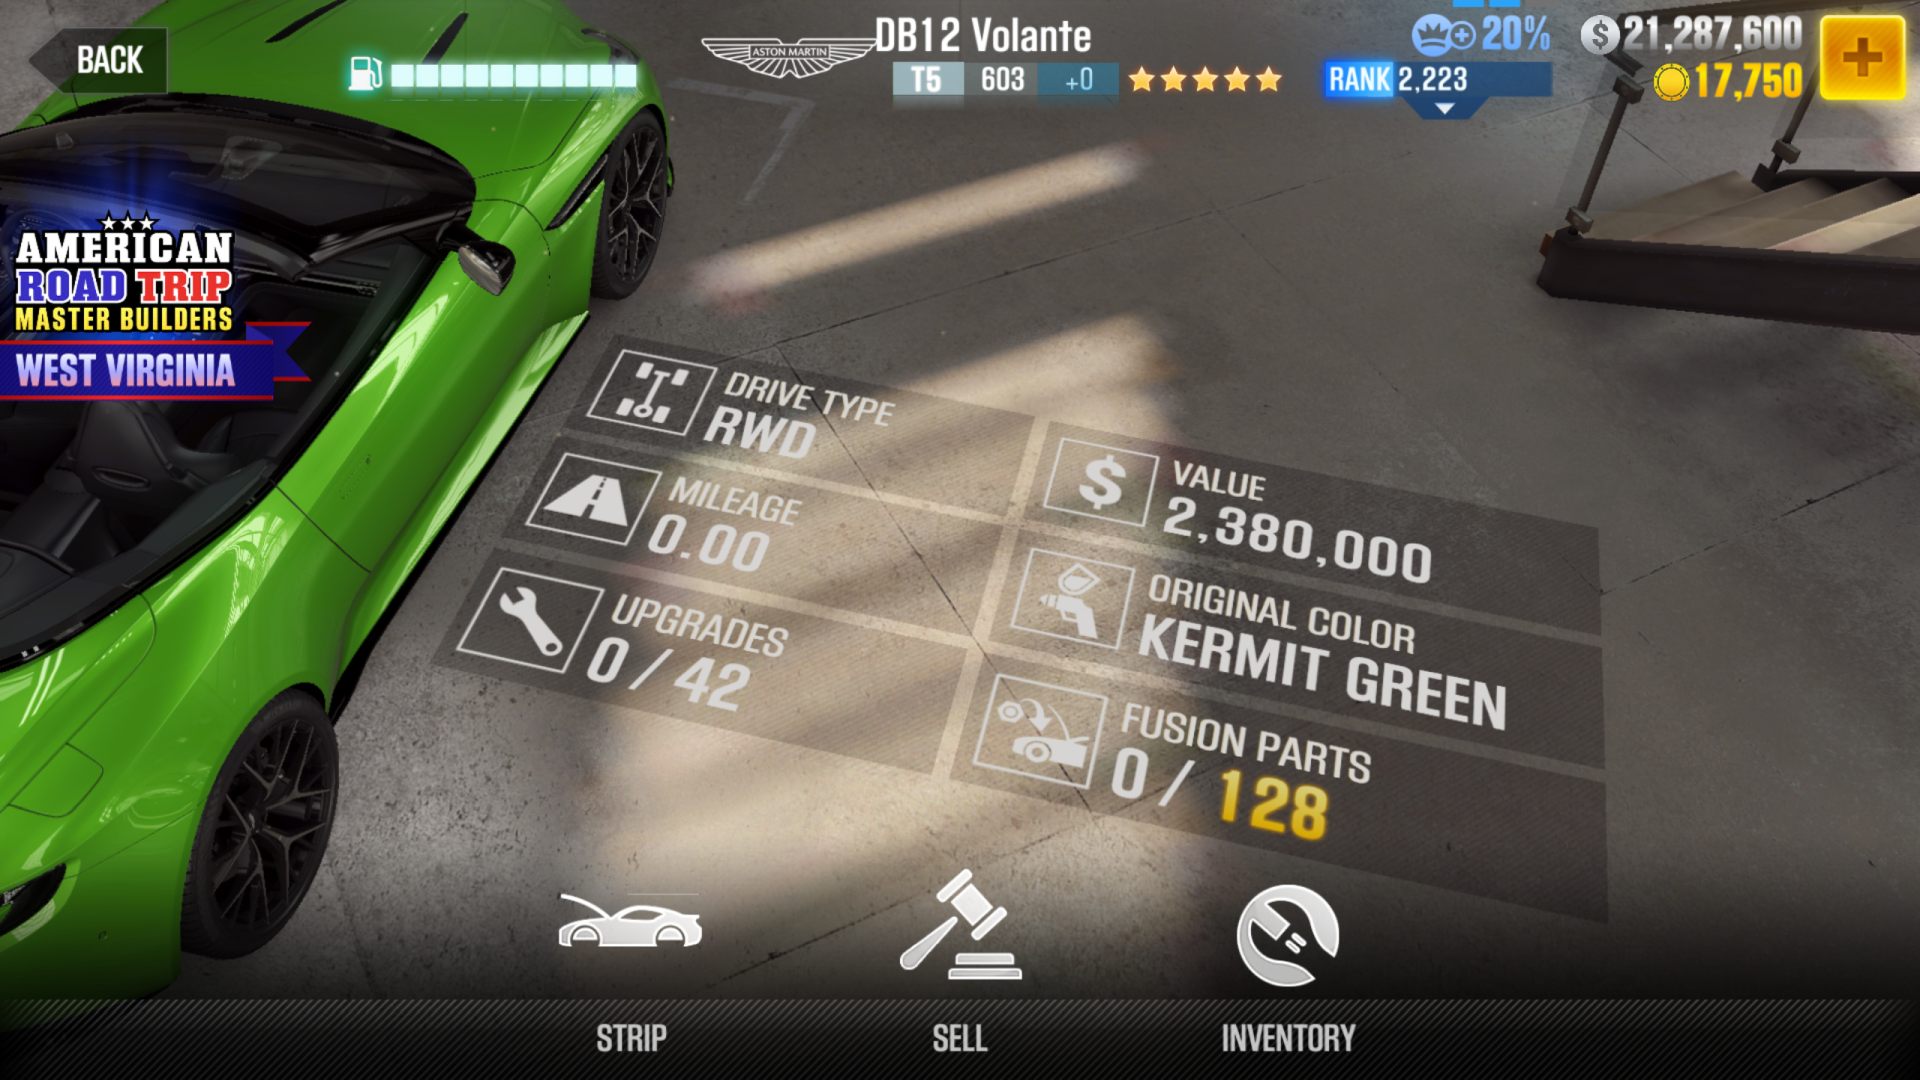 BACK
ASTON MARTIN
DB12 Volante
T5 603 +0
20%
RANK 2,223
21,287,600
17,750
AMERICAN
ROAD TRIP
MASTER BUILDERS
WEST VIRGINIA
DRIVE TYPE
RWD
MILEAGE
0.00
UPGRADES
0 / 42
VALUE
2,380,000
ORIGINAL COLOR
KERMIT GREEN
FUSION PARTS
0 / 128
STRIP
SELL
INVENTORY